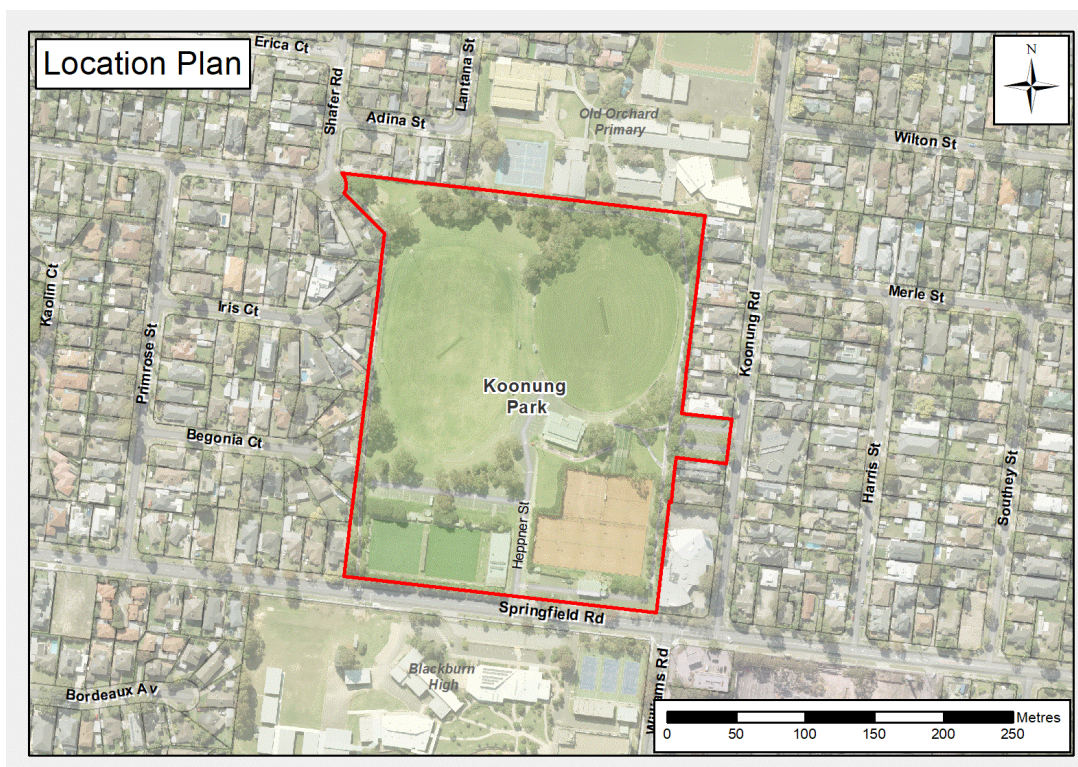 Location Plan
N
Erica Ct
Shafer Rd
Lantana St
Adina St
Old Orchard
Primary
Wilton St
Kaolin Ct
Primrose St
Iris Ct
Koonung Rd
Merle St
Koonung
Park
Begonia Ct
Harris St
Southey St
Heppner St
Springfield Rd
Blackburn
High
Bordeaux Av
Williams Rd
Metres
0 50 100 150 200 250